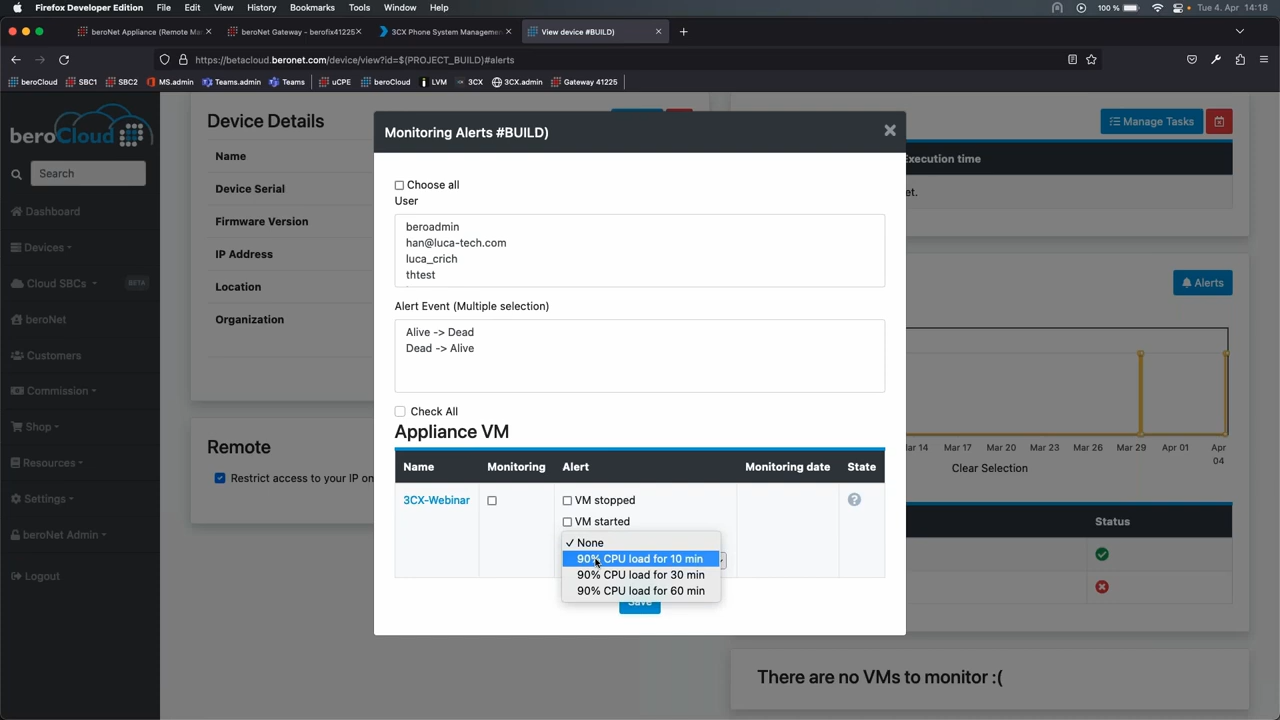 Firefox Developer Edition File Edit View History Bookmarks Tools Window Help 100 % Tue 4. Apr 14:18
beroNet Appliance (Remote Ma × beroNet Gateway - berofix41225 × 3CX Phone System Managemen × View device #BUILD) × +
https://betacloud.beronet.com/device/view?id=$(PROJECT_BUILD)#alerts
beroCloud SBC1 SBC2 MS.admin Teams.admin Teams uCPE beroCloud LVM 3CX 3CX.admin Gateway 41225
beroCloud
Search
Dashboard
Devices
Cloud SBCs BETA
beroNet
Customers
Commission
Shop
Resources
Settings
beroNet Admin
Logout
Device Details
Name
Device Serial
Firmware Version
IP Address
Location
Organization
Remote
Restrict access to your IP on
Monitoring Alerts #BUILD)
Choose all
User
beroadmin
han@luca-tech.com
luca_crich
thtest
Alert Event (Multiple selection)
Alive -> Dead
Dead -> Alive
Check All
Appliance VM
Name Monitoring Alert Monitoring date State
3CX-Webinar VM stopped
VM started
✓ None
90% CPU load for 10 min
90% CPU load for 30 min
90% CPU load for 60 min
Save
Manage Tasks
Execution time
et.
Alerts
Mar 14 Mar 17 Mar 20 Mar 23 Mar 26 Mar 29 Apr 01 Apr 04
Clear Selection
Status
There are no VMs to monitor :(